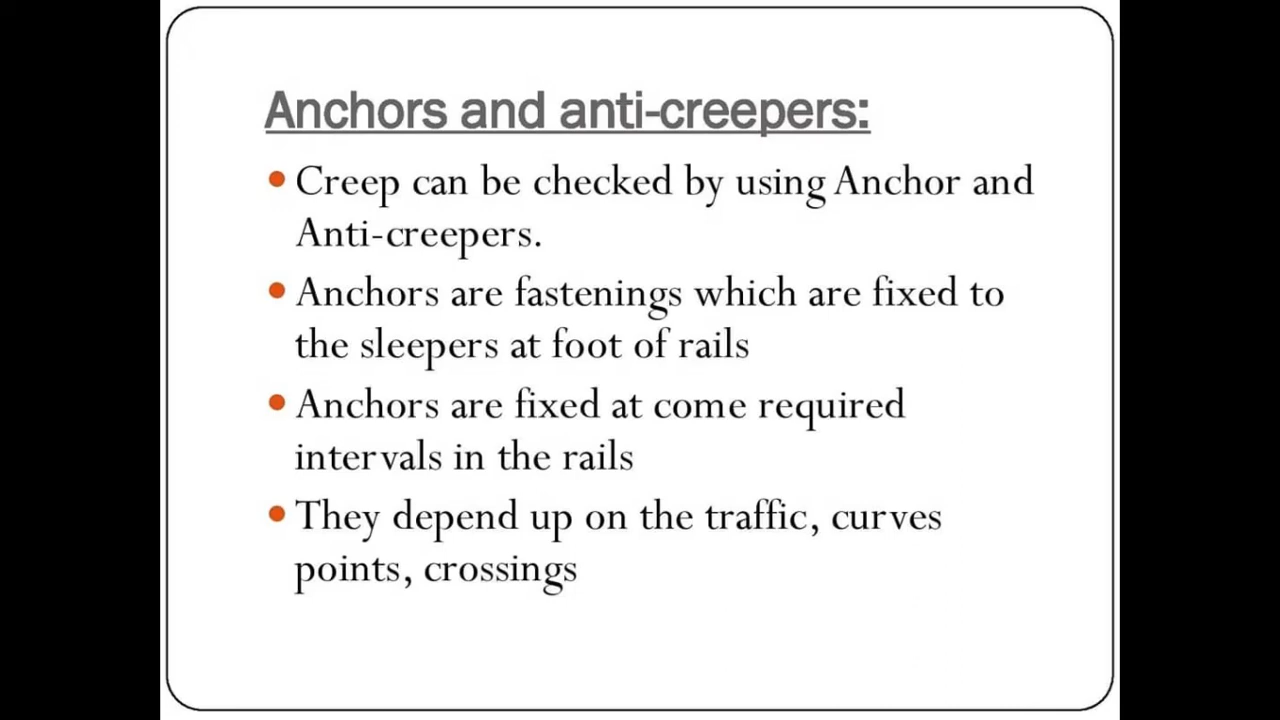 Anchors and anti-creepers:
• Creep can be checked by using Anchor and
Anti-creepers.
• Anchors are fastenings which are fixed to
the sleepers at foot of rails
• Anchors are fixed at come required
intervals in the rails
• They depend up on the traffic, curves
points, crossings